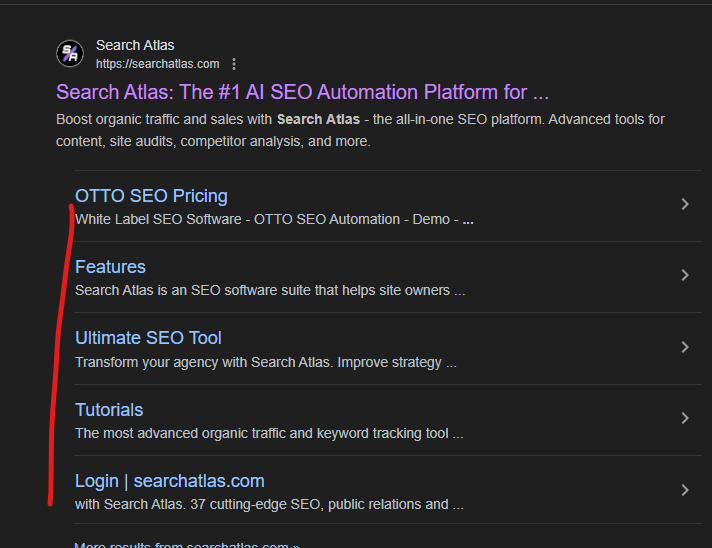 Search Atlas
https://searchatlas.com
Search Atlas: The #1 AI SEO Automation Platform for ...
Boost organic traffic and sales with Search Atlas - the all-in-one SEO platform. Advanced tools for
content, site audits, competitor analysis, and more.
OTTO SEO Pricing
White Label SEO Software - OTTO SEO Automation - Demo - ...
Features
Search Atlas is an SEO software suite that helps site owners ...
Ultimate SEO Tool
Transform your agency with Search Atlas. Improve strategy ...
Tutorials
The most advanced organic traffic and keyword tracking tool ...
Login | searchatlas.com
with Search Atlas. 37 cutting-edge SEO, public relations and ...
More results from searchatlas.com »